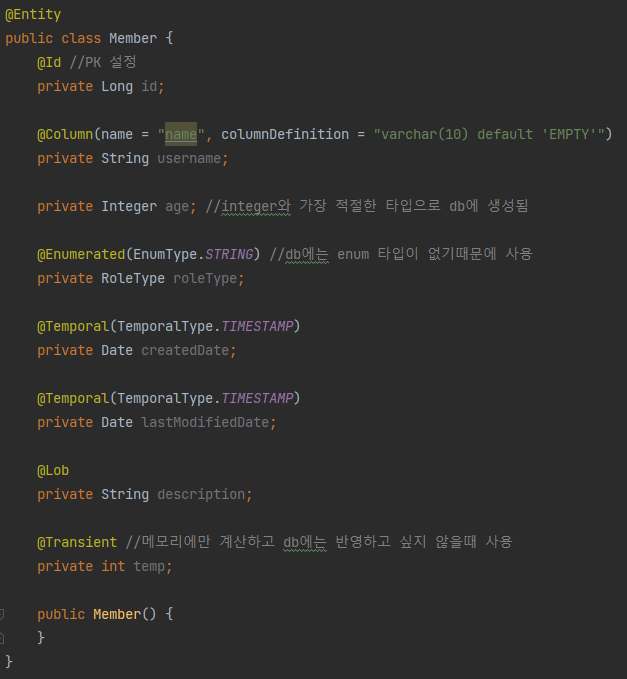 @Entity
public class Member {
@Id //PK 설정
private Long id;
@Column(name = "name", columnDefinition = "varchar(10) default 'EMPTY'")
private String username;
private Integer age; //integer와 가장 적절한 타입으로 db에 생성됨
@Enumerated(EnumType.STRING) //db에는 enum 타입이 없기때문에 사용
private RoleType roleType;
@Temporal(TemporalType.TIMESTAMP)
private Date createdDate;
@Temporal(TemporalType.TIMESTAMP)
private Date lastModifiedDate;
@Lob
private String description;
@Transient //메모리에만 계산하고 db에는 반영하고 싶지 않을때 사용
private int temp;
public Member() {
}
}